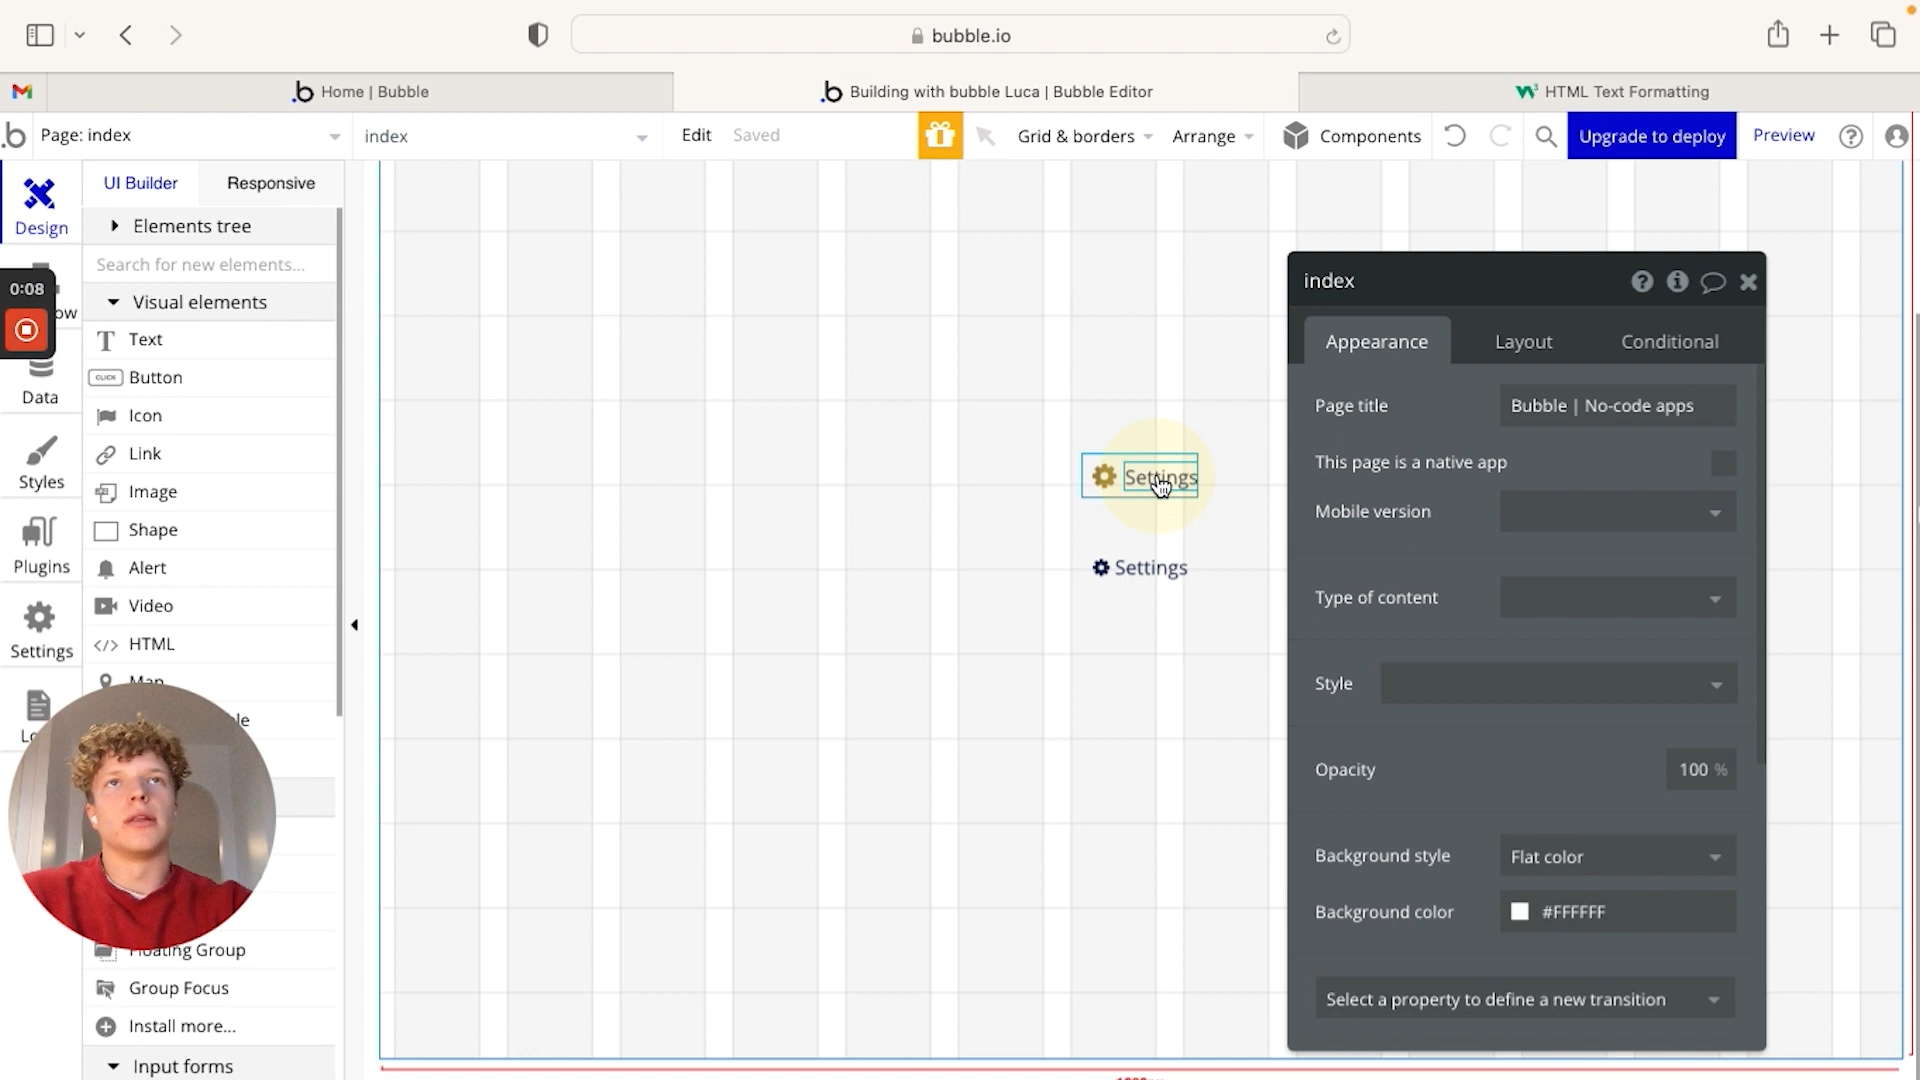 bubble.io
Home | Bubble
Building with bubble Luca | Bubble Editor
HTML Text Formatting
Page: index
index
Edit
Saved
Grid & borders
Arrange
Components
Upgrade to deploy
Preview
Design
Data
Styles
Plugins
Settings
0:08
UI Builder
Responsive
Elements tree
Search for new elements...
Visual elements
Text
CLICK
Button
Icon
Link
Image
Shape
Alert
Video
</> HTML
Map
Floating Group
Group Focus
Install more...
Input forms
Settings
Settings
index
Appearance
Layout
Conditional
Page title
Bubble | No-code apps
This page is a native app
Mobile version
Type of content
Style
Opacity
100 %
Background style
Flat color
Background color
#FFFFFF
Select a property to define a new transition